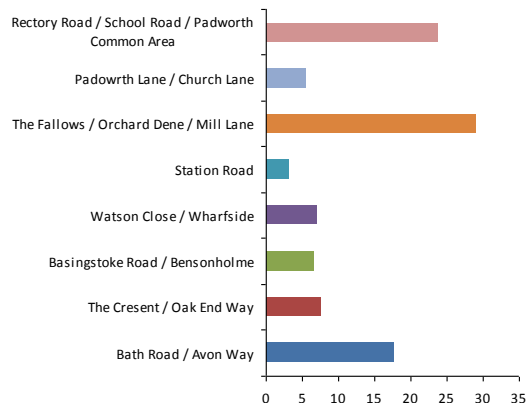 Rectory Road / School Road / Padworth
Common Area
Padowrth Lane / Church Lane
The Fallows / Orchard Dene / Mill Lane
Station Road
Watson Close / Wharfside
Basingstoke Road / Bensonholme
The Cresent / Oak End Way
Bath Road / Avon Way
0 5 10 15 20 25 30 35